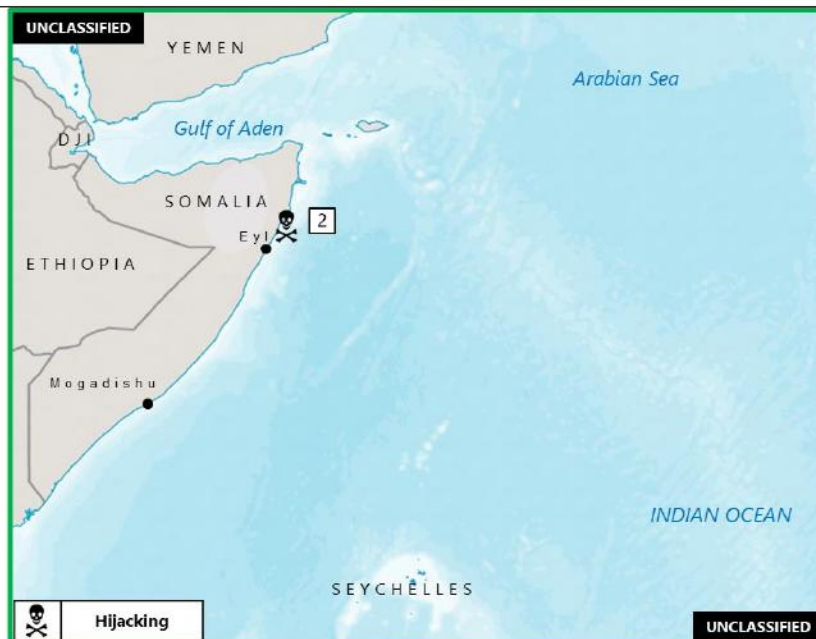 UNCLASSIFIED
YEMEN
Arabian Sea
Gulf of Aden
DJI
SOMALIA
2
Eyl
ETHIOPIA
Mogadishu
INDIAN OCEAN
SEYCHELLES
Hijacking
UNCLASSIFIED